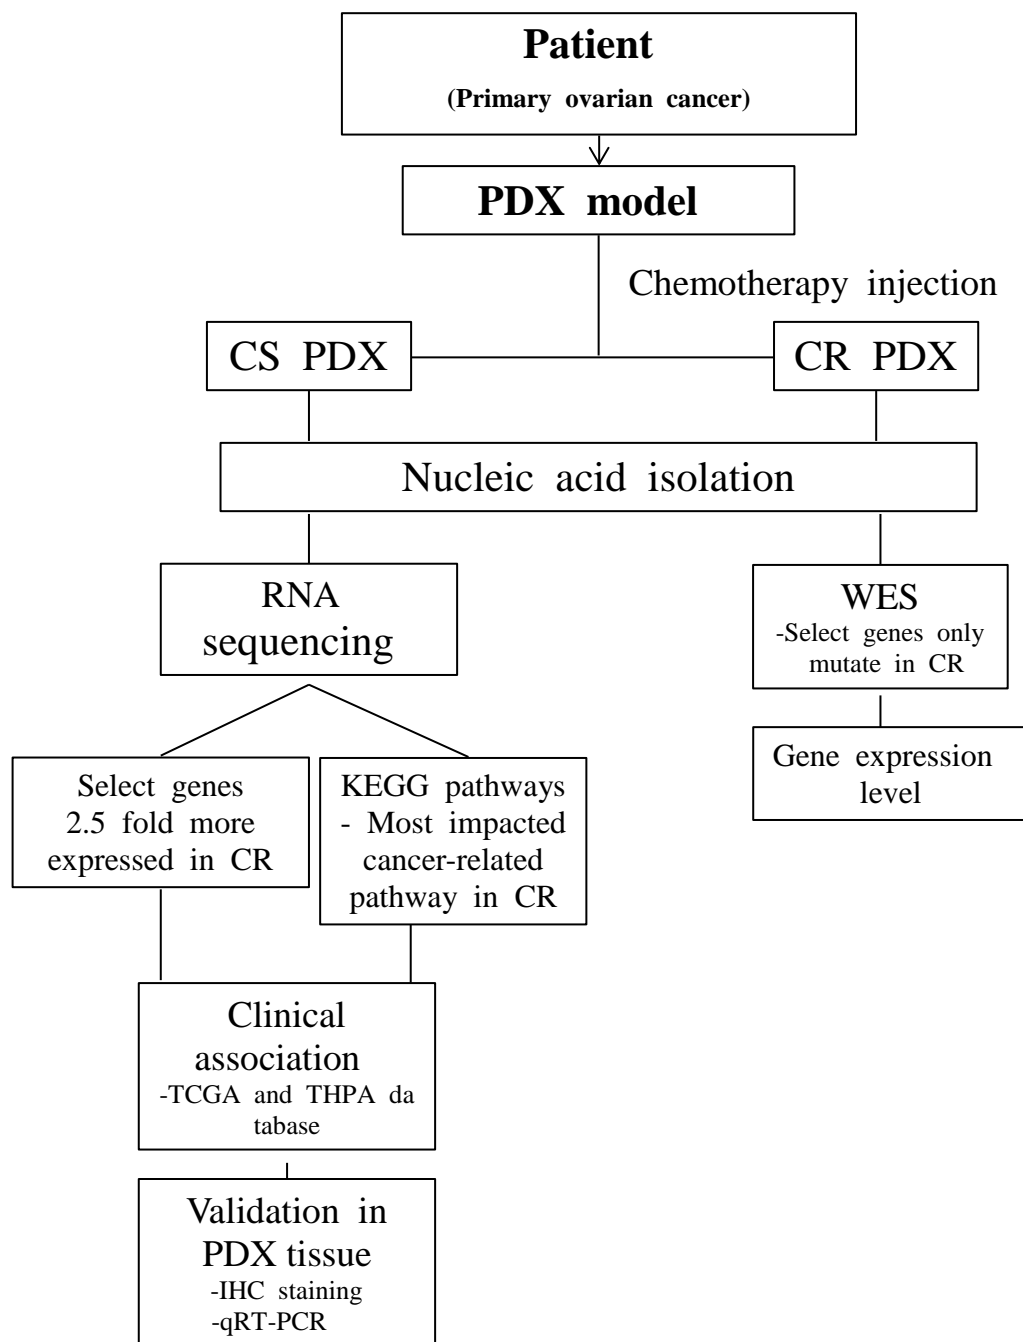 Patient
(Primary ovarian cancer)
PDX model
Chemotherapy injection
CS PDX
CR PDX
Nucleic acid isolation
RNA
sequencing
WES
-Select genes only
mutate in CR
Gene expression
level
Select genes
2.5 fold more
expressed in CR
KEGG pathways
- Most impacted
cancer-related
pathway in CR
Clinical
association
-TCGA and THPA da
tabase
Validation in
PDX tissue
-IHC staining
-qRT-PCR